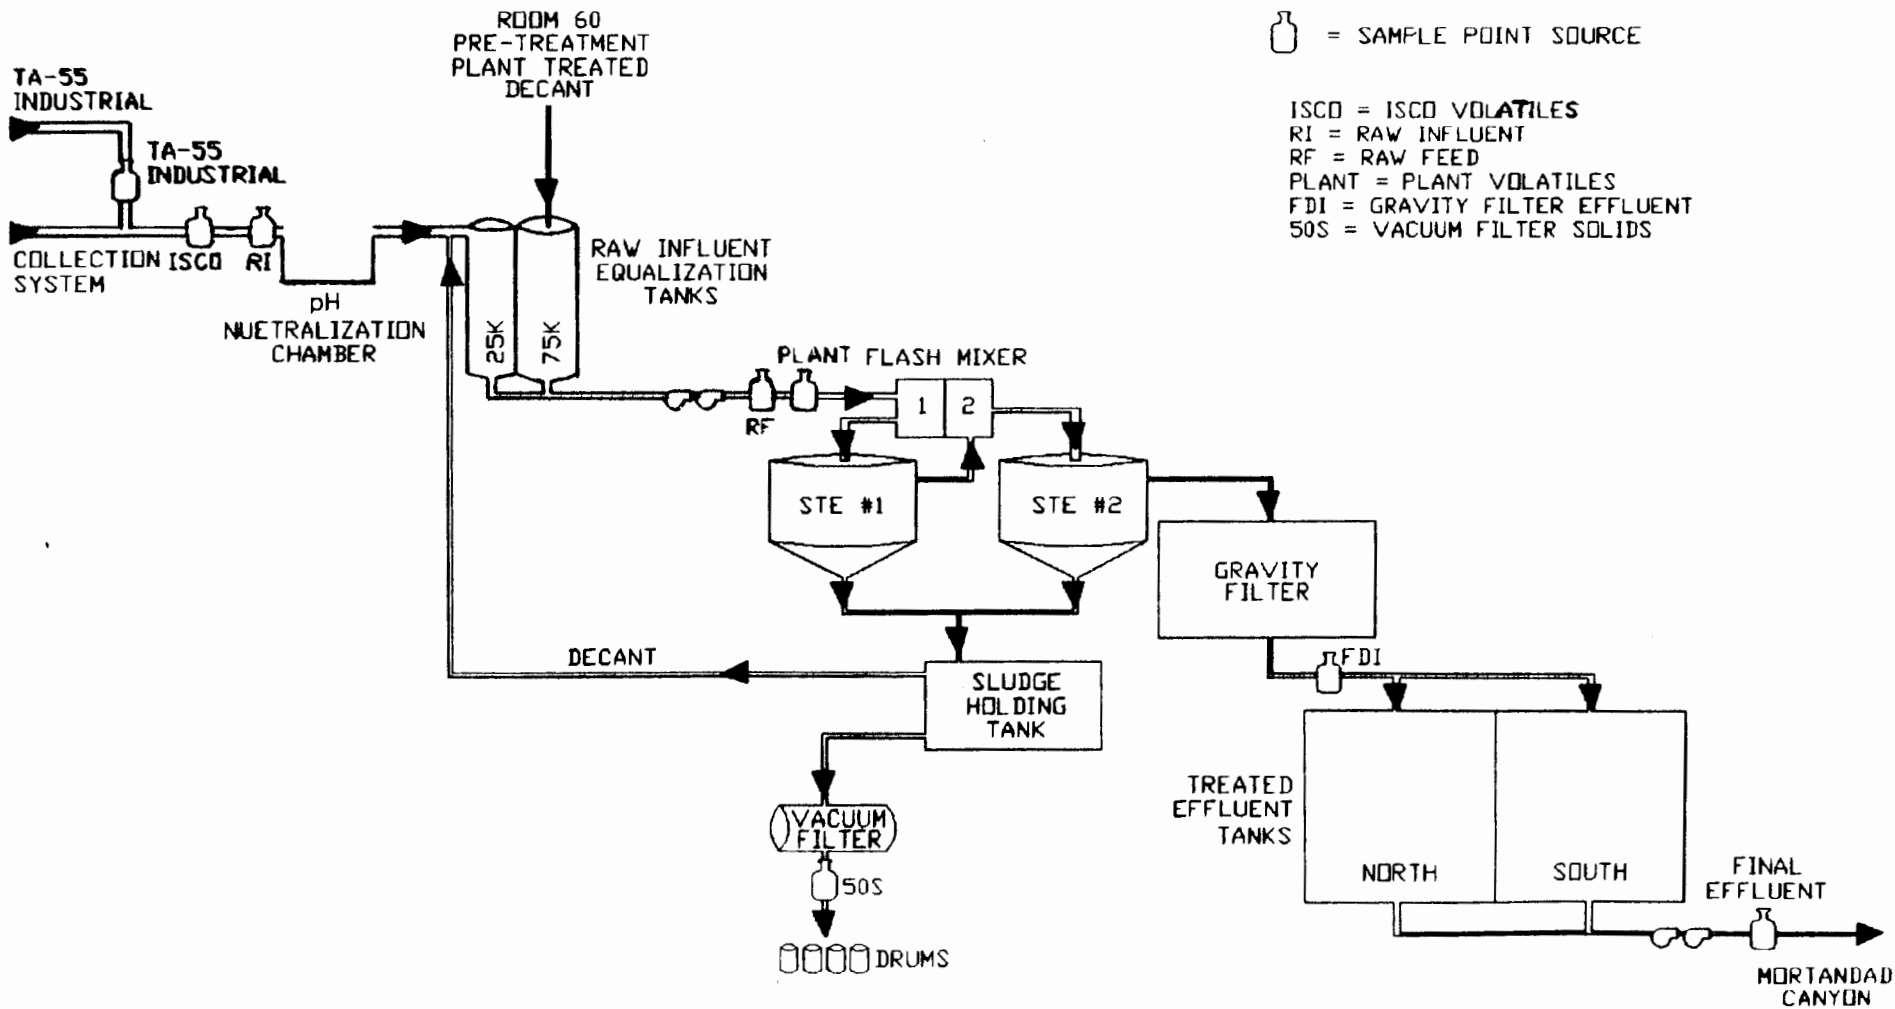 ROOM 60
PRE-TREATMENT
PLANT TREATED
DECANT
= SAMPLE POINT SOURCE
TA-55
INDUSTRIAL
TA-55
INDUSTRIAL
ISCO = ISCO VOLATILES
RI = RAW INFLUENT
RF = RAW FEED
PLANT = PLANT VOLATILES
FDI = GRAVITY FILTER EFFLUENT
50S = VACUUM FILTER SOLIDS
COLLECTION
SYSTEM
ISCO
RI
pH
NUETRALIZATION
CHAMBER
RAW INFLUENT
EQUALIZATION
TANKS
25K
75K
PLANT
FLASH MIXER
RF
1
2
STE #1
STE #2
GRAVITY
FILTER
DECANT
SLUDGE
HOLDING
TANK
FDI
VACUUM
FILTER
50S
DRUMS
TREATED
EFFLUENT
TANKS
NORTH
SOUTH
FINAL
EFFLUENT
MORTANDAD
CANYON